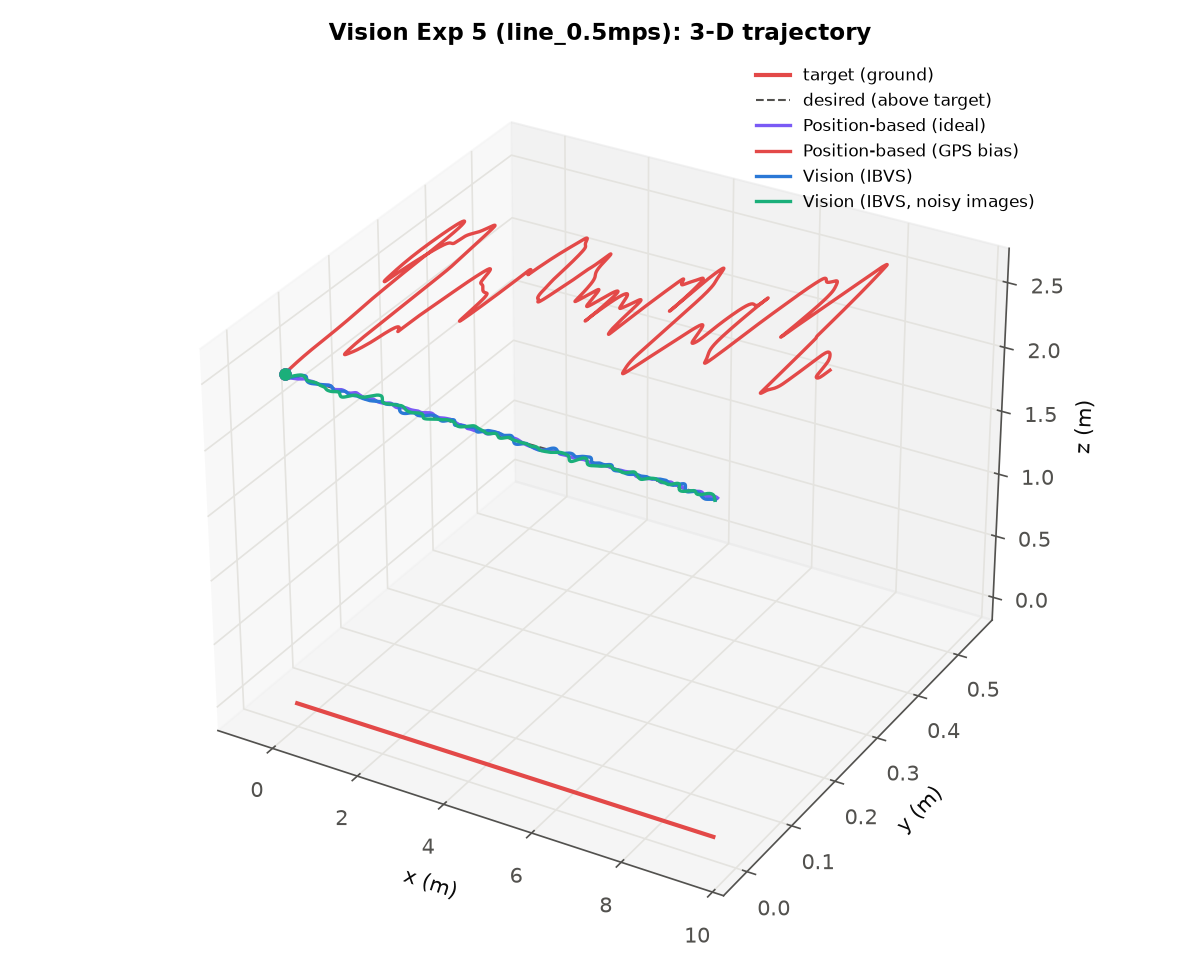 Vision Exp 5 (line_0.5mps): 3-D trajectory
target (ground)
desired (above target)
Position-based (ideal)
Position-based (GPS bias)
Vision (IBVS)
Vision (IBVS, noisy images)
2.5
2.0
1.5
1.0
0.5
0.0
z (m)
0.5
0.4
0.3
0.2
0.1
0.0
y (m)
0
2
4
6
8
10
x (m)